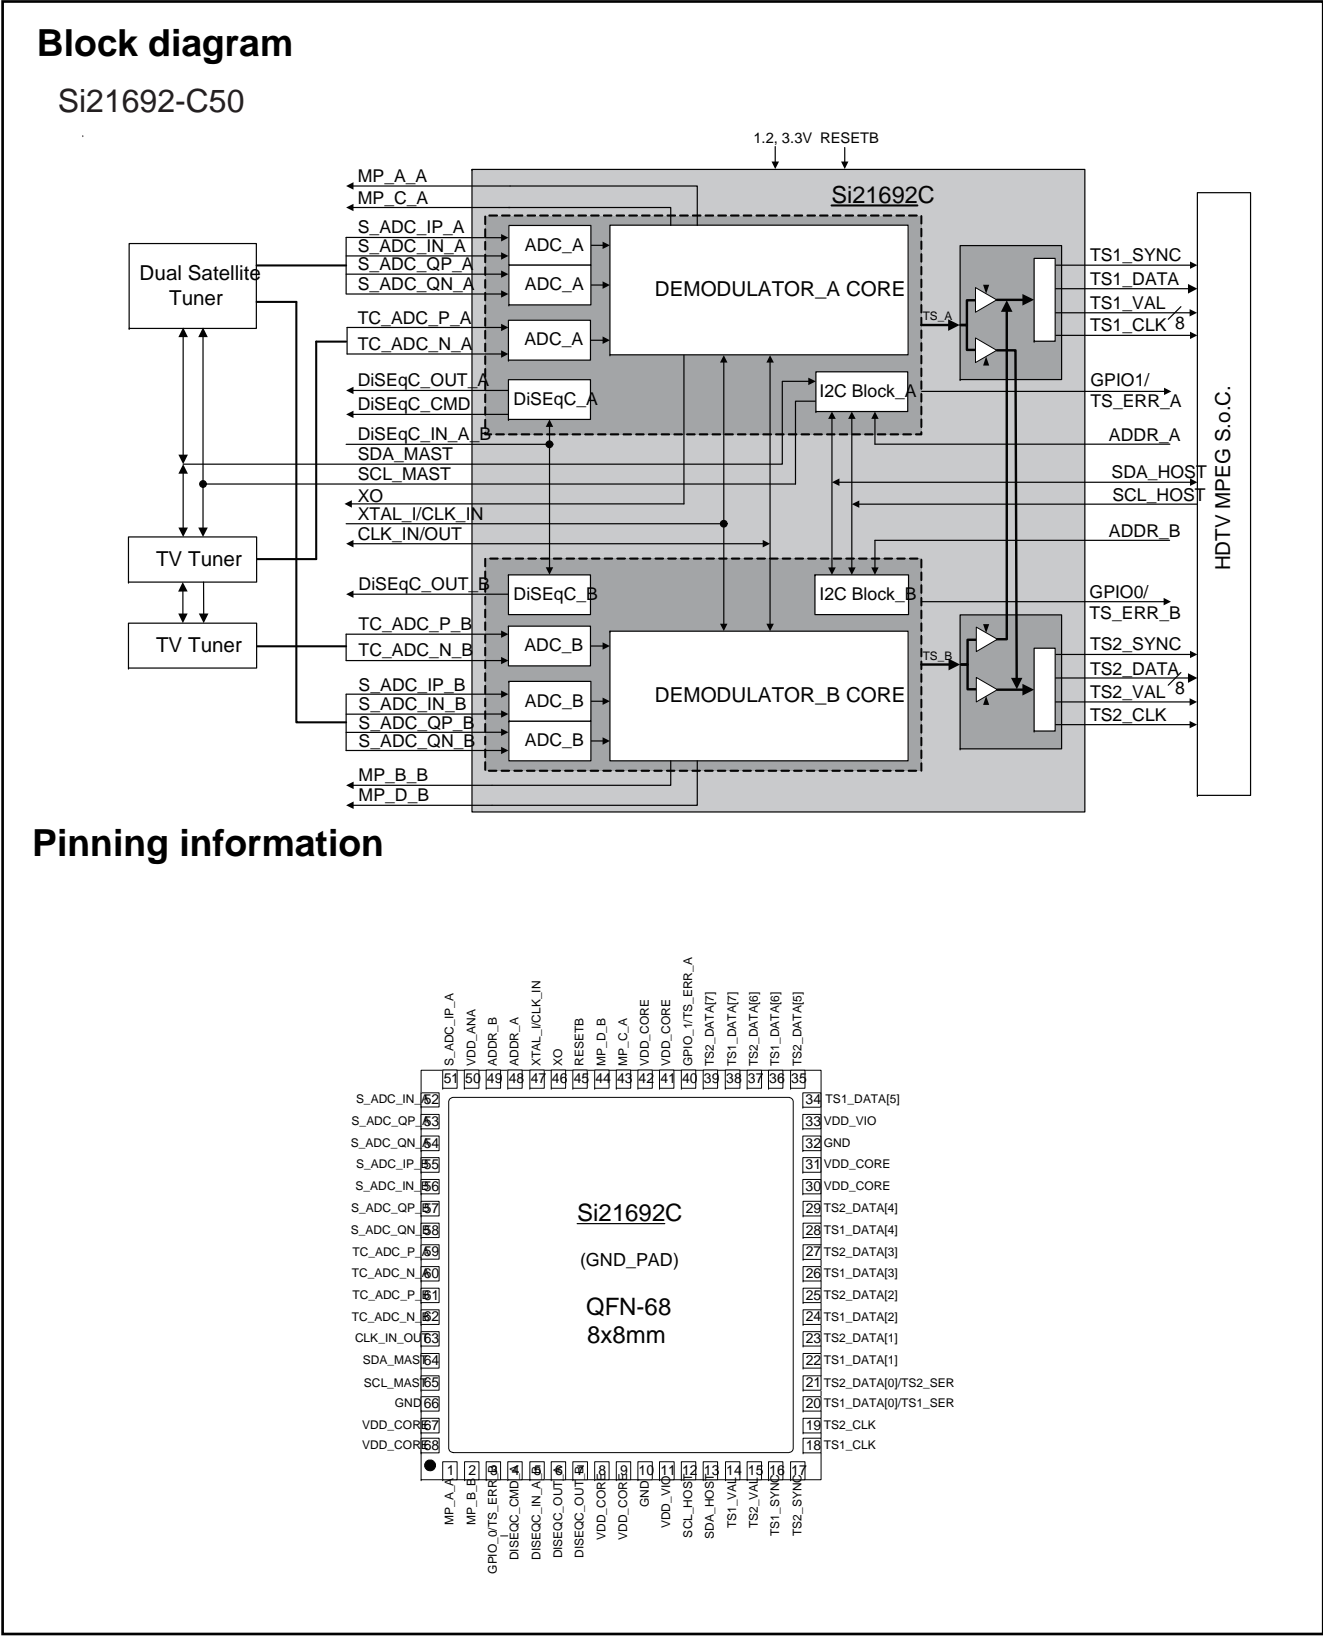 Block diagram
Si21692-C50
1.2, 3.3V RESETB
Si21692C
MP_A_A
MP_C_A
S_ADC_IP_A
S_ADC_IN_A
S_ADC_QP_A
S_ADC_QN_A
TC_ADC_P_A
TC_ADC_N_A
DiSEqC_OUT_A
DiSEqC_CMD
DiSEqC_IN_A_B
SDA_MAST
SCL_MAST
XO
XTAL_I/CLK_IN
CLK_IN/OUT
DiSEqC_OUT_B
TC_ADC_P_B
TC_ADC_N_B
S_ADC_IP_B
S_ADC_IN_B
S_ADC_QP_B
S_ADC_QN_B
MP_B_B
MP_D_B
Dual Satellite
Tuner
TV Tuner
TV Tuner
ADC_A
ADC_A
ADC_A
DiSEqC_A
DEMODULATOR_A CORE
I2C Block_A
TS_A
DiSEqC_B
I2C Block_B
ADC_B
ADC_B
ADC_B
DEMODULATOR_B CORE
TS_B
TS1_SYNC
TS1_DATA
TS1_VAL
TS1_CLK
8
GPIO1/
TS_ERR_A
ADDR_A
SDA_HOST
SCL_HOST
ADDR_B
GPIO0/
TS_ERR_B
TS2_SYNC
TS2_DATA
TS2_VAL
8
TS2_CLK
HDTV MPEG S.o.C.
Pinning information
S_ADC_IP_A
VDD_ANA
ADDR_B
ADDR_A
XTAL_I/CLK_IN
XO
RESETB
MP_D_B
MP_C_A
VDD_CORE
VDD_CORE
GPIO_1/TS_ERR_A
TS2_DATA[7]
TS1_DATA[7]
TS2_DATA[6]
TS1_DATA[6]
TS2_DATA[5]
51 50 49 48 47 46 45 44 43 42 41 40 39 38 37 36 35
S_ADC_IN_A 52
S_ADC_QP_A 53
S_ADC_QN_A 54
S_ADC_IP_B 55
S_ADC_IN_B 56
S_ADC_QP_B 57
S_ADC_QN_B 58
TC_ADC_P_A 59
TC_ADC_N_A 60
TC_ADC_P_B 61
TC_ADC_N_B 62
CLK_IN_OUT 63
SDA_MAST 64
SCL_MAST 65
GND 66
VDD_CORE 67
VDD_CORE 68
Si21692C
(GND_PAD)
QFN-68
8x8mm
34 TS1_DATA[5]
33 VDD_VIO
32 GND
31 VDD_CORE
30 VDD_CORE
29 TS2_DATA[4]
28 TS1_DATA[4]
27 TS2_DATA[3]
26 TS1_DATA[3]
25 TS2_DATA[2]
24 TS1_DATA[2]
23 TS2_DATA[1]
22 TS1_DATA[1]
21 TS2_DATA[0]/TS2_SER
20 TS1_DATA[0]/TS1_SER
19 TS2_CLK
18 TS1_CLK
1 2 3 4 5 6 7 8 9 10 11 12 13 14 15 16 17
MP_A_A
MP_B_B
GPIO_0/TS_ERR_B
DISEQC_CMD_A
DISEQC_IN_A_B
DISEQC_OUT_A
DISEQC_OUT_B
VDD_CORE
VDD_CORE
GND
VDD_VIO
SCL_HOST
SDA_HOST
TS1_VAL
TS2_VAL
TS1_SYNC
TS2_SYNC